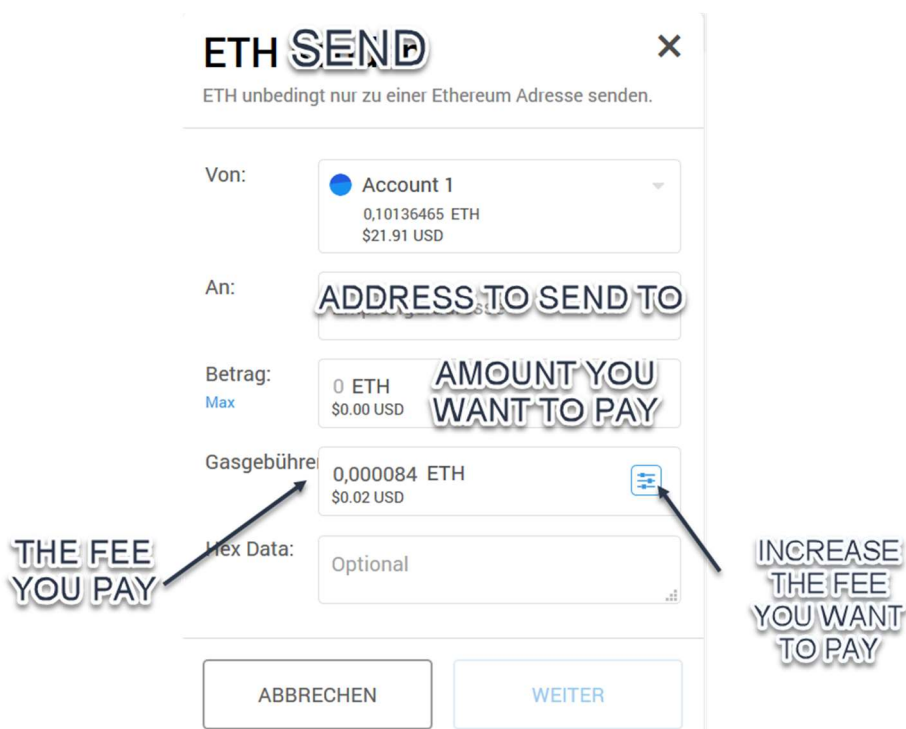 ETH SEND
ETH unbedingt nur zu einer Ethereum Adresse senden.
Von:
Account 1
0,10136465 ETH
$21.91 USD
An:
ADDRESS TO SEND TO
Betrag:
Max
0 ETH
$0.00 USD
AMOUNT YOU
WANT TO PAY
Gasgebühre
0,000084 ETH
$0.02 USD
THE FEE
YOU PAY
Hex Data:
Optional
INCREASE
THE FEE
YOU WANT
TO PAY
ABBRECHEN
WEITER